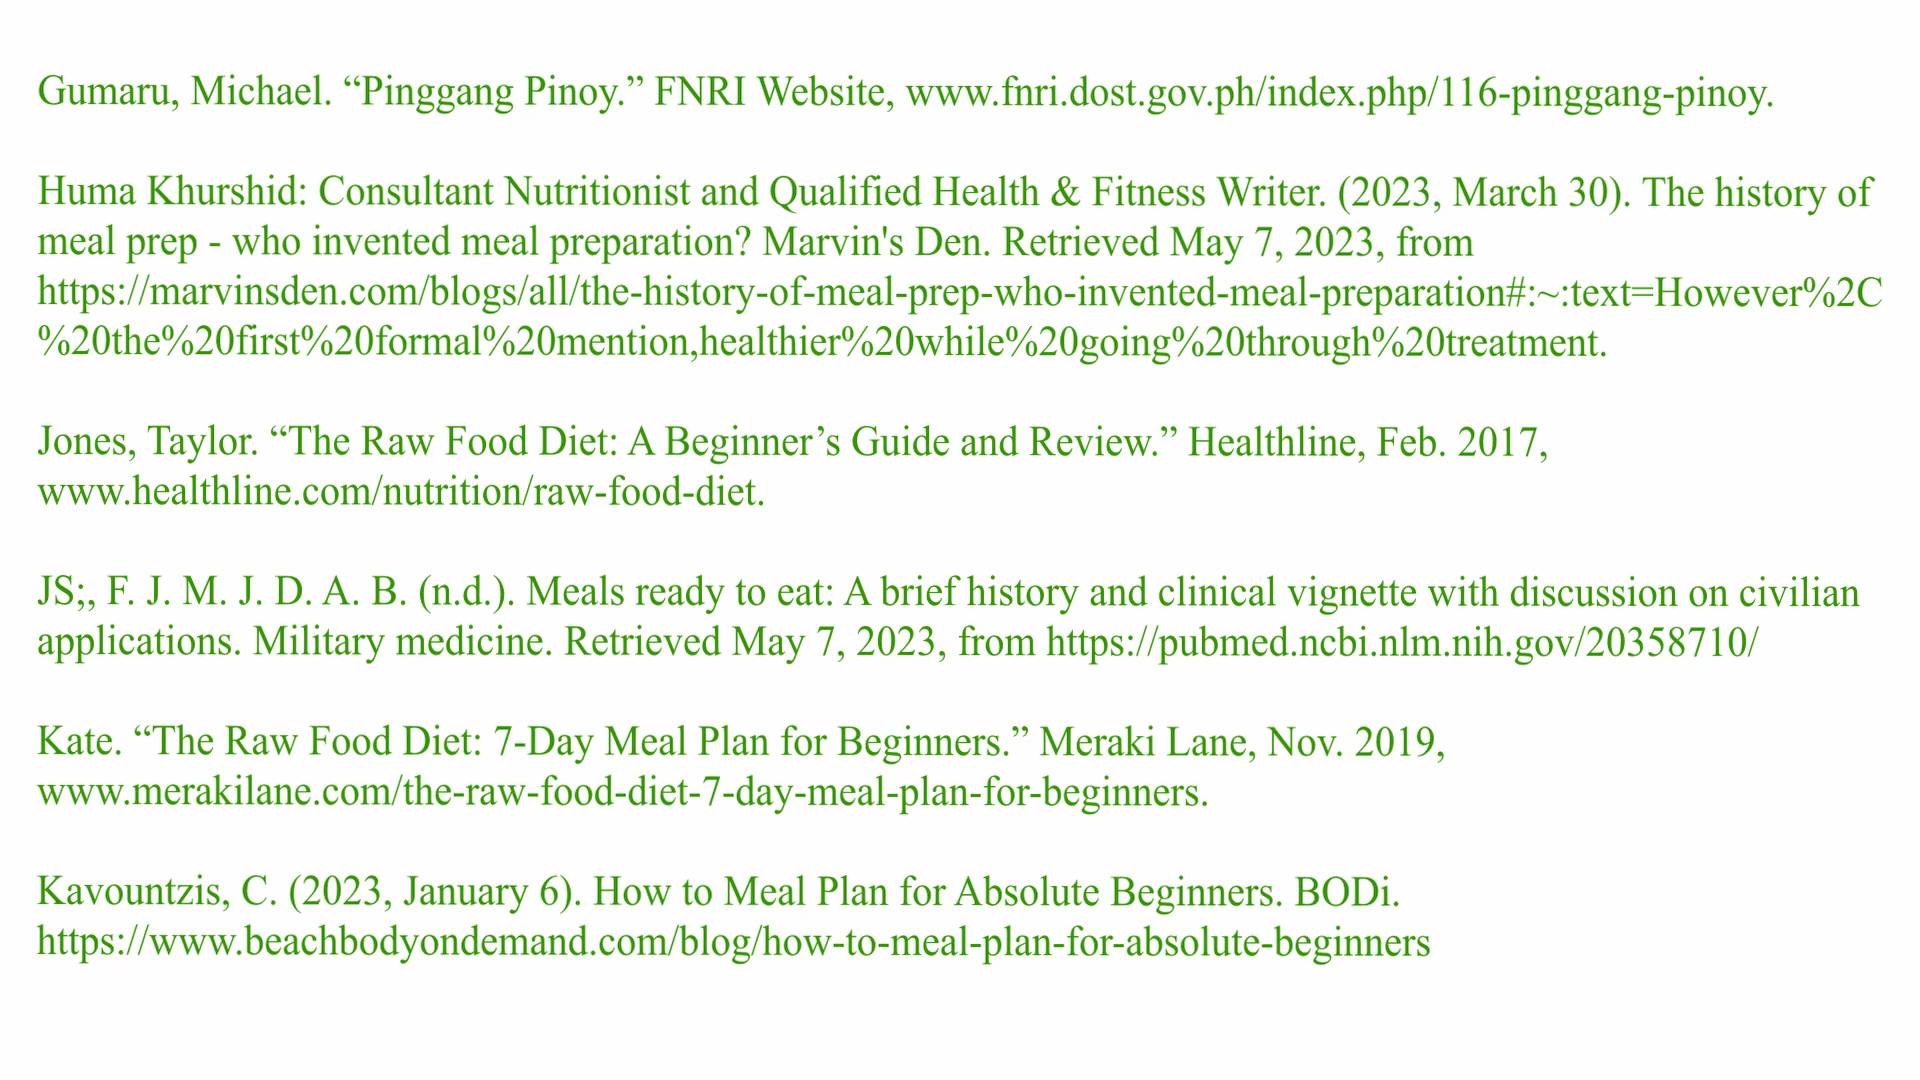 Gumaru, Michael. “Pinggang Pinoy.” FNRI Website, www.fnri.dost.gov.ph/index.php/116-pinggang-pinoy.
Huma Khurshid: Consultant Nutritionist and Qualified Health & Fitness Writer. (2023, March 30). The history of
meal prep - who invented meal preparation? Marvin's Den. Retrieved May 7, 2023, from
https://marvinsden.com/blogs/all/the-history-of-meal-prep-who-invented-meal-preparation#:~:text=However%2C
%20the%20first%20formal%20mention,healthier%20while%20going%20through%20treatment.
Jones, Taylor. “The Raw Food Diet: A Beginner’s Guide and Review.” Healthline, Feb. 2017,
www.healthline.com/nutrition/raw-food-diet.
JS;, F. J. M. J. D. A. B. (n.d.). Meals ready to eat: A brief history and clinical vignette with discussion on civilian
applications. Military medicine. Retrieved May 7, 2023, from https://pubmed.ncbi.nlm.nih.gov/20358710/
Kate. “The Raw Food Diet: 7-Day Meal Plan for Beginners.” Meraki Lane, Nov. 2019,
www.merakilane.com/the-raw-food-diet-7-day-meal-plan-for-beginners.
Kavountzis, C. (2023, January 6). How to Meal Plan for Absolute Beginners. BODi.
https://www.beachbodyondemand.com/blog/how-to-meal-plan-for-absolute-beginners